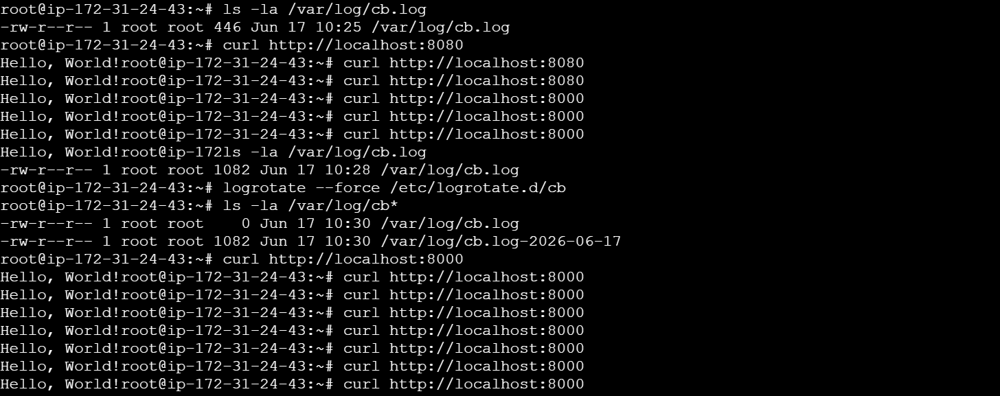 root@ip-172-31-24-43:~# ls -la /var/log/cb.log
-rw-r--r-- 1 root root 446 Jun 17 10:25 /var/log/cb.log
root@ip-172-31-24-43:~# curl http://localhost:8080
Hello, World!root@ip-172-31-24-43:~# curl http://localhost:8080
Hello, World!root@ip-172-31-24-43:~# curl http://localhost:8080
Hello, World!root@ip-172-31-24-43:~# curl http://localhost:8000
Hello, World!root@ip-172-31-24-43:~# curl http://localhost:8000
Hello, World!root@ip-172-31-24-43:~# curl http://localhost:8000
Hello, World!root@ip-172ls -la /var/log/cb.log
-rw-r--r-- 1 root root 1082 Jun 17 10:28 /var/log/cb.log
root@ip-172-31-24-43:~# logrotate --force /etc/logrotate.d/cb
root@ip-172-31-24-43:~# ls -la /var/log/cb*
-rw-r--r-- 1 root root    0 Jun 17 10:30 /var/log/cb.log
-rw-r--r-- 1 root root 1082 Jun 17 10:30 /var/log/cb.log-2026-06-17
root@ip-172-31-24-43:~# curl http://localhost:8000
Hello, World!root@ip-172-31-24-43:~# curl http://localhost:8000
Hello, World!root@ip-172-31-24-43:~# curl http://localhost:8000
Hello, World!root@ip-172-31-24-43:~# curl http://localhost:8000
Hello, World!root@ip-172-31-24-43:~# curl http://localhost:8000
Hello, World!root@ip-172-31-24-43:~# curl http://localhost:8000
Hello, World!root@ip-172-31-24-43:~# curl http://localhost:8000
Hello, World!root@ip-172-31-24-43:~# curl http://localhost:8000